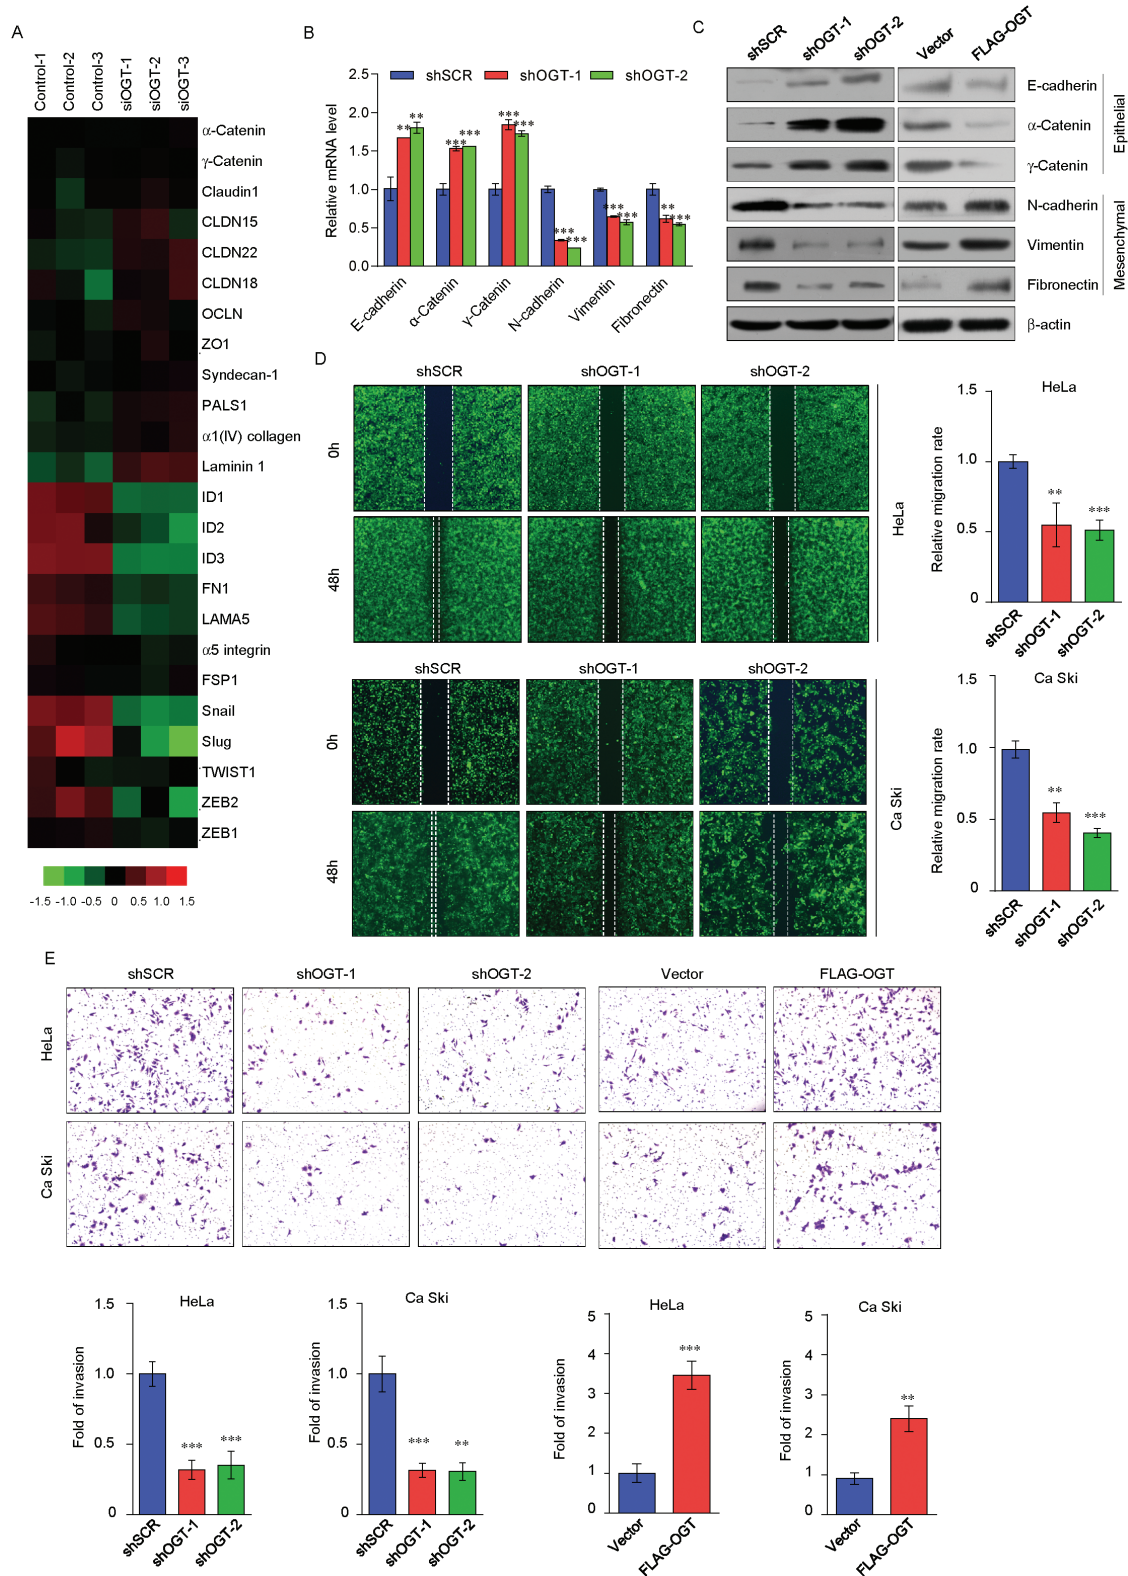 A
Control-1
Control-2
Control-3
siOGT-1
siOGT-2
siOGT-3
α-Catenin
γ-Catenin
Claudin1
CLDN15
CLDN22
CLDN18
OCLN
ZO1
Syndecan-1
PALS1
α1(IV) collagen
Laminin 1
ID1
ID2
ID3
FN1
LAMA5
α5 integrin
FSP1
Snail
Slug
TWIST1
ZEB2
ZEB1
-1.5 -1.0 -0.5 0 0.5 1.0 1.5
B
shSCR shOGT-1 shOGT-2
Relative mRNA level
2.5
2.0
1.5
1.0
0.5
0.0
** **
*** ***
*** ***
*** ***
*** ***
** ***
E-cadherin
α-Catenin
γ-Catenin
N-cadherin
Vimentin
Fibronectin
C
shSCR
shOGT-1
shOGT-2
Vector
FLAG-OGT
E-cadherin
α-Catenin
γ-Catenin
N-cadherin
Vimentin
Fibronectin
β-actin
Epithelial
Mesenchymal
D
shSCR shOGT-1 shOGT-2
0h
48h
HeLa
HeLa
Relative migration rate
1.5
1.0
0.5
0
**
***
shSCR
shOGT-1
shOGT-2
shSCR shOGT-1 shOGT-2
0h
48h
Ca Ski
Ca Ski
Relative migration rate
1.5
1.0
0.5
0
**
***
shSCR
shOGT-1
shOGT-2
E
shSCR shOGT-1 shOGT-2 Vector FLAG-OGT
HeLa
Ca Ski
HeLa
Fold of invasion
1.5
1.0
0.5
0
***
***
shSCR
shOGT-1
shOGT-2
Ca Ski
Fold of invasion
1.5
1.0
0.5
0
***
**
shSCR
shOGT-1
shOGT-2
HeLa
Fold of invasion
5
4
3
2
1
0
***
Vector
FLAG-OGT
Ca Ski
Fold of invasion
5
4
3
2
1
0
**
Vector
FLAG-OGT